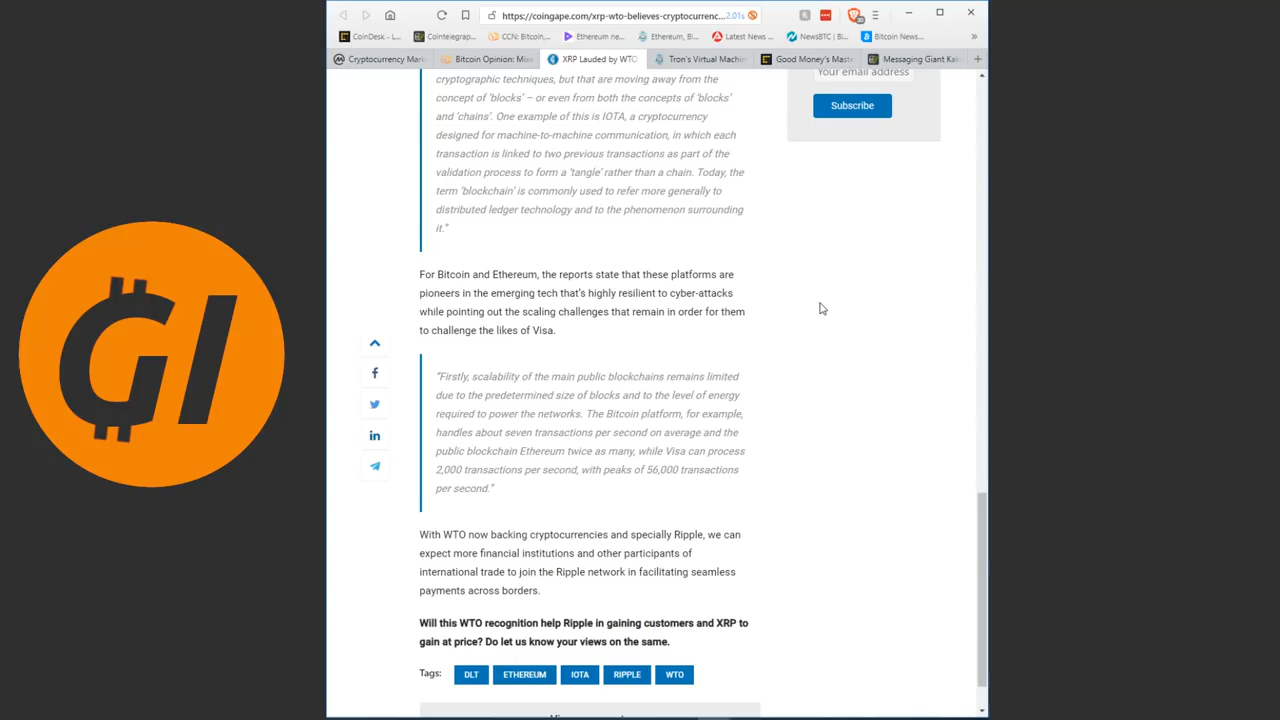 https://coingape.com/xrp-wto-believes-cryptocurrenc... 2.01s
CoinDesk - L...
Cointelegrap...
CCN: Bitcoin,...
Ethereum ne...
Ethereum, Bl...
Latest News ...
NewsBTC | Bi...
Bitcoin News...
»
Cryptocurrency Mark
Bitcoin Opinion: Mixe
XRP Lauded by WTO
Tron's Virtual Machin
Good Money's Maste
Messaging Giant Kak
cryptographic techniques, but that are moving away from the
concept of 'blocks' – or even from both the concepts of 'blocks'
and 'chains'. One example of this is IOTA, a cryptocurrency
designed for machine-to-machine communication, in which each
transaction is linked to two previous transactions as part of the
validation process to form a 'tangle' rather than a chain. Today, the
term 'blockchain' is commonly used to refer more generally to
distributed ledger technology and to the phenomenon surrounding
it."
Your email address
Subscribe
For Bitcoin and Ethereum, the reports state that these platforms are
pioneers in the emerging tech that's highly resilient to cyber-attacks
while pointing out the scaling challenges that remain in order for them
to challenge the likes of Visa.
"Firstly, scalability of the main public blockchains remains limited
due to the predetermined size of blocks and to the level of energy
required to power the networks. The Bitcoin platform, for example,
handles about seven transactions per second on average and the
public blockchain Ethereum twice as many, while Visa can process
2,000 transactions per second, with peaks of 56,000 transactions
per second."
With WTO now backing cryptocurrencies and specially Ripple, we can
expect more financial institutions and other participants of
international trade to join the Ripple network in facilitating seamless
payments across borders.
Will this WTO recognition help Ripple in gaining customers and XRP to
gain at price? Do let us know your views on the same.
Tags: DLT ETHEREUM IOTA RIPPLE WTO
GI